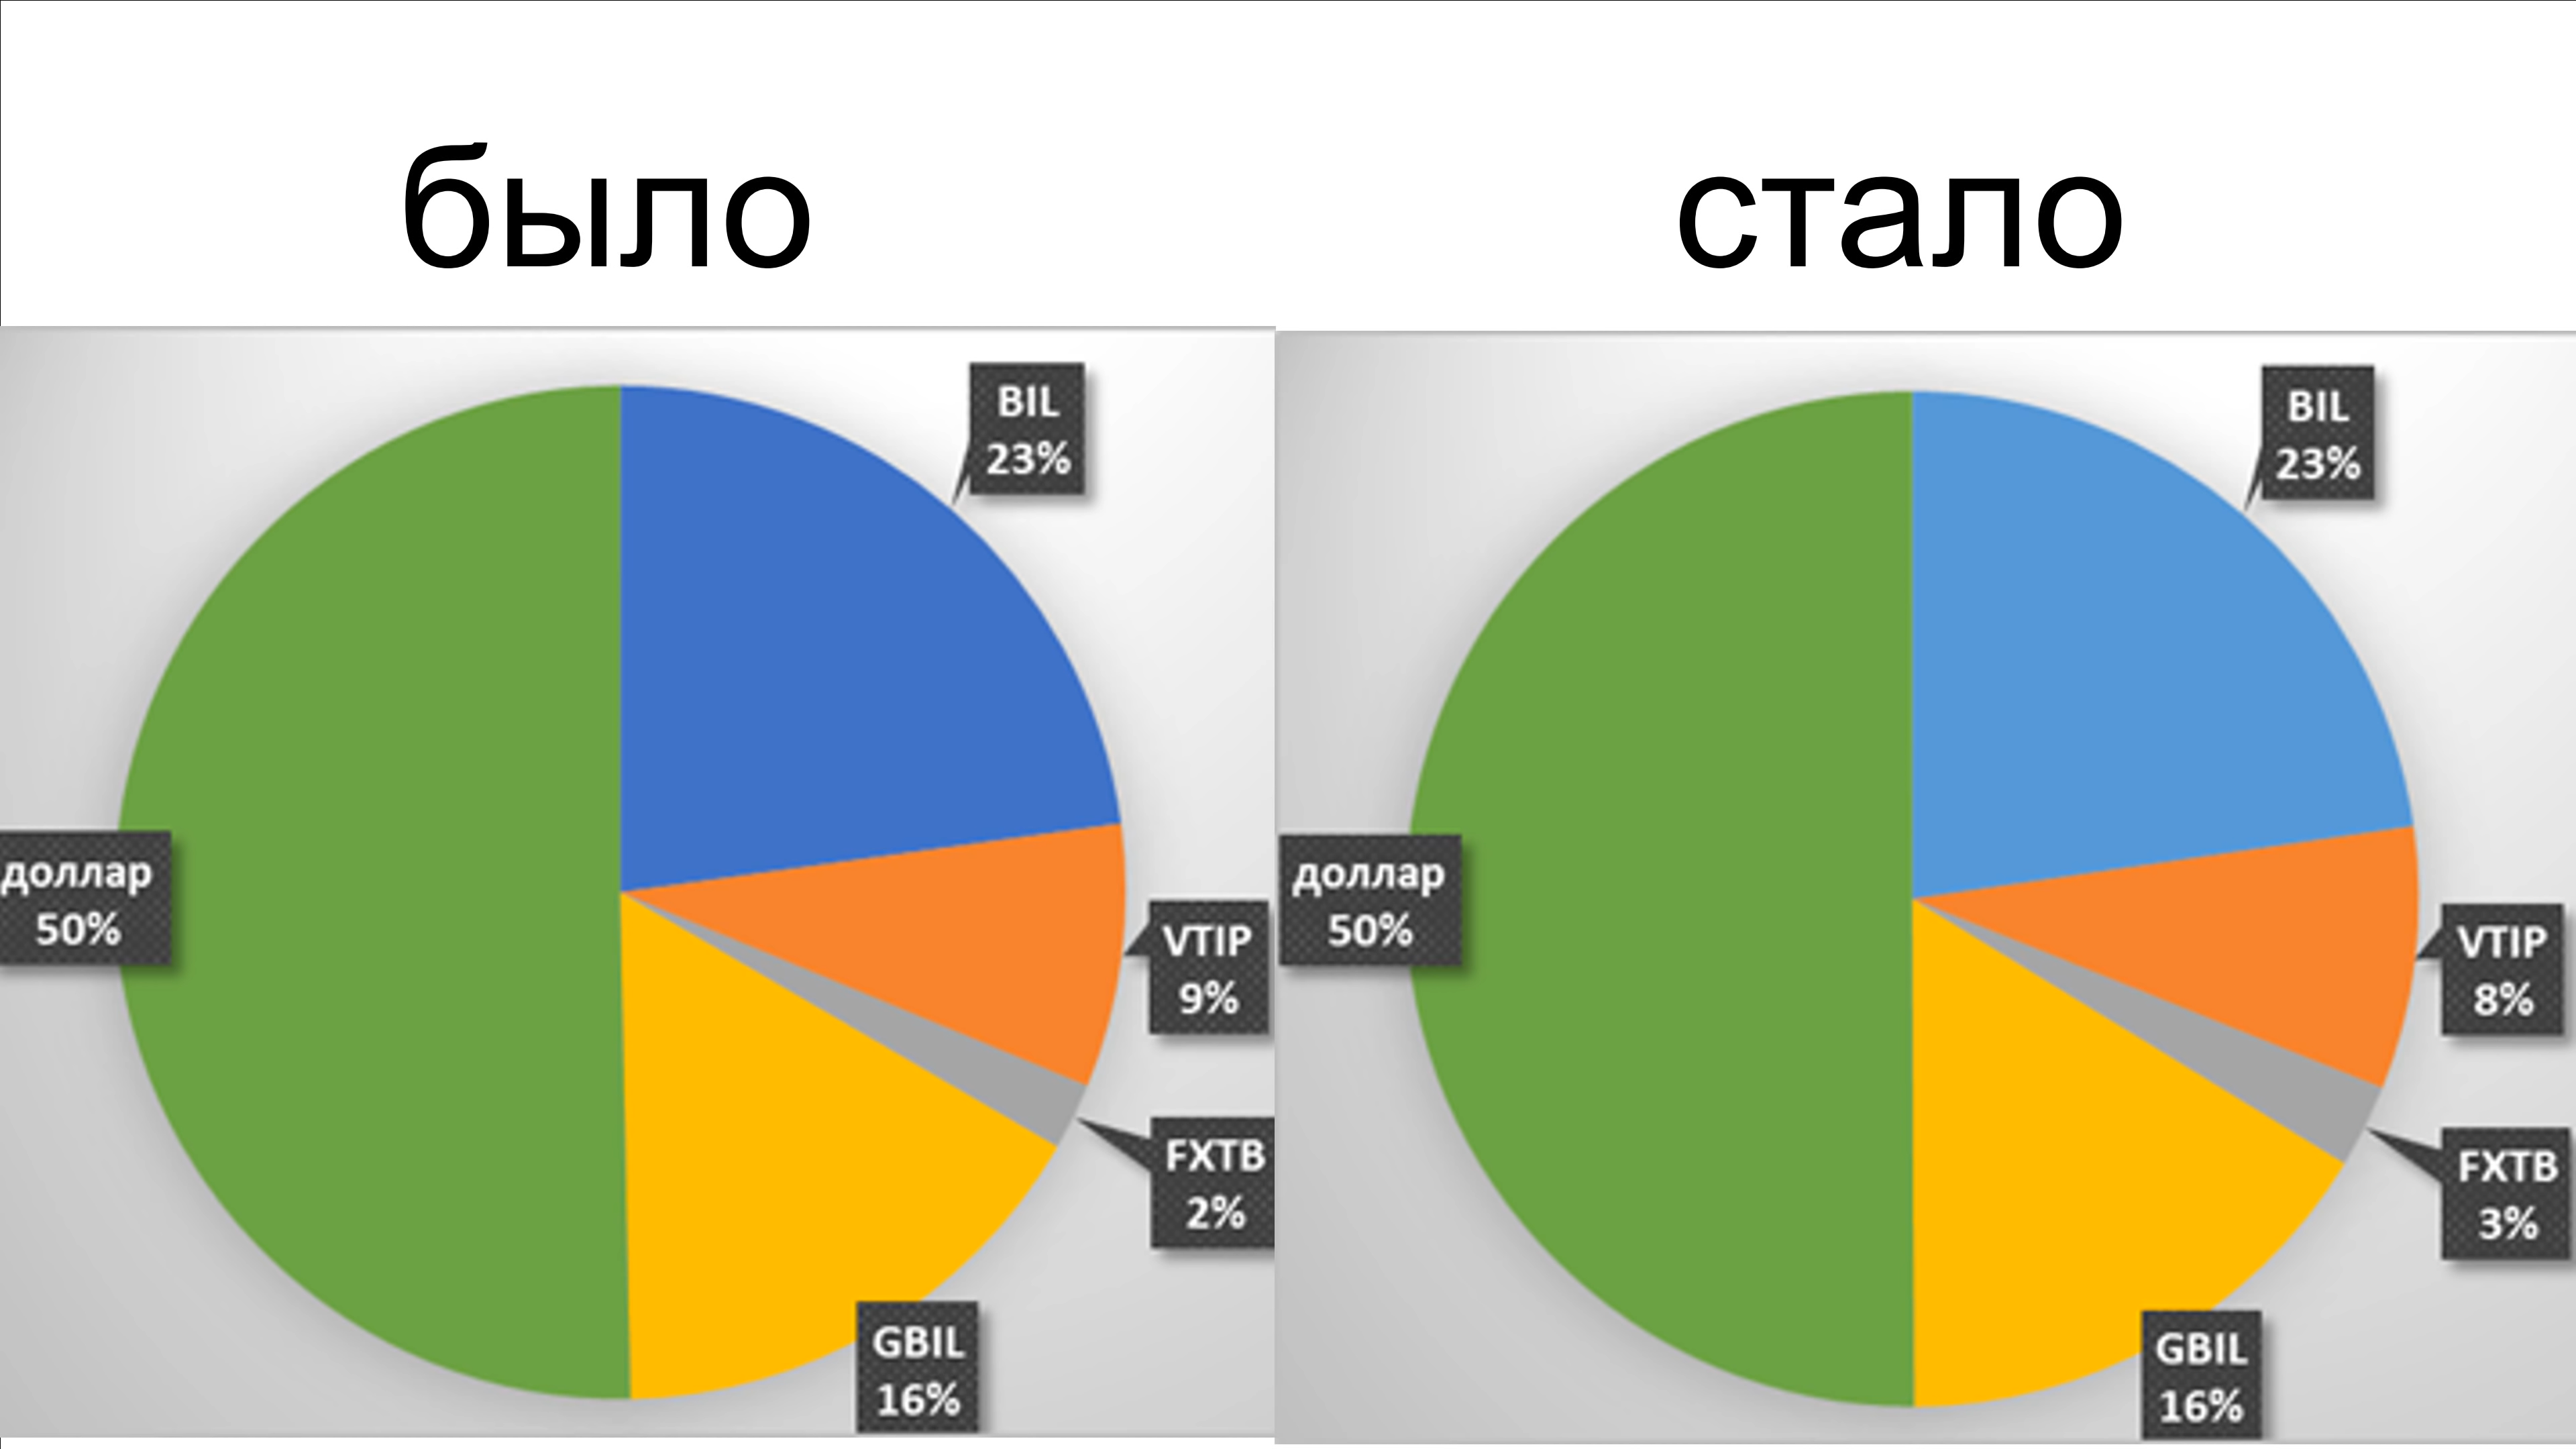 было
стало
BIL
23%
доллар
50%
VTIP
9%
FXTB
2%
GBIL
16%
BIL
23%
доллар
50%
VTIP
8%
FXTB
3%
GBIL
16%